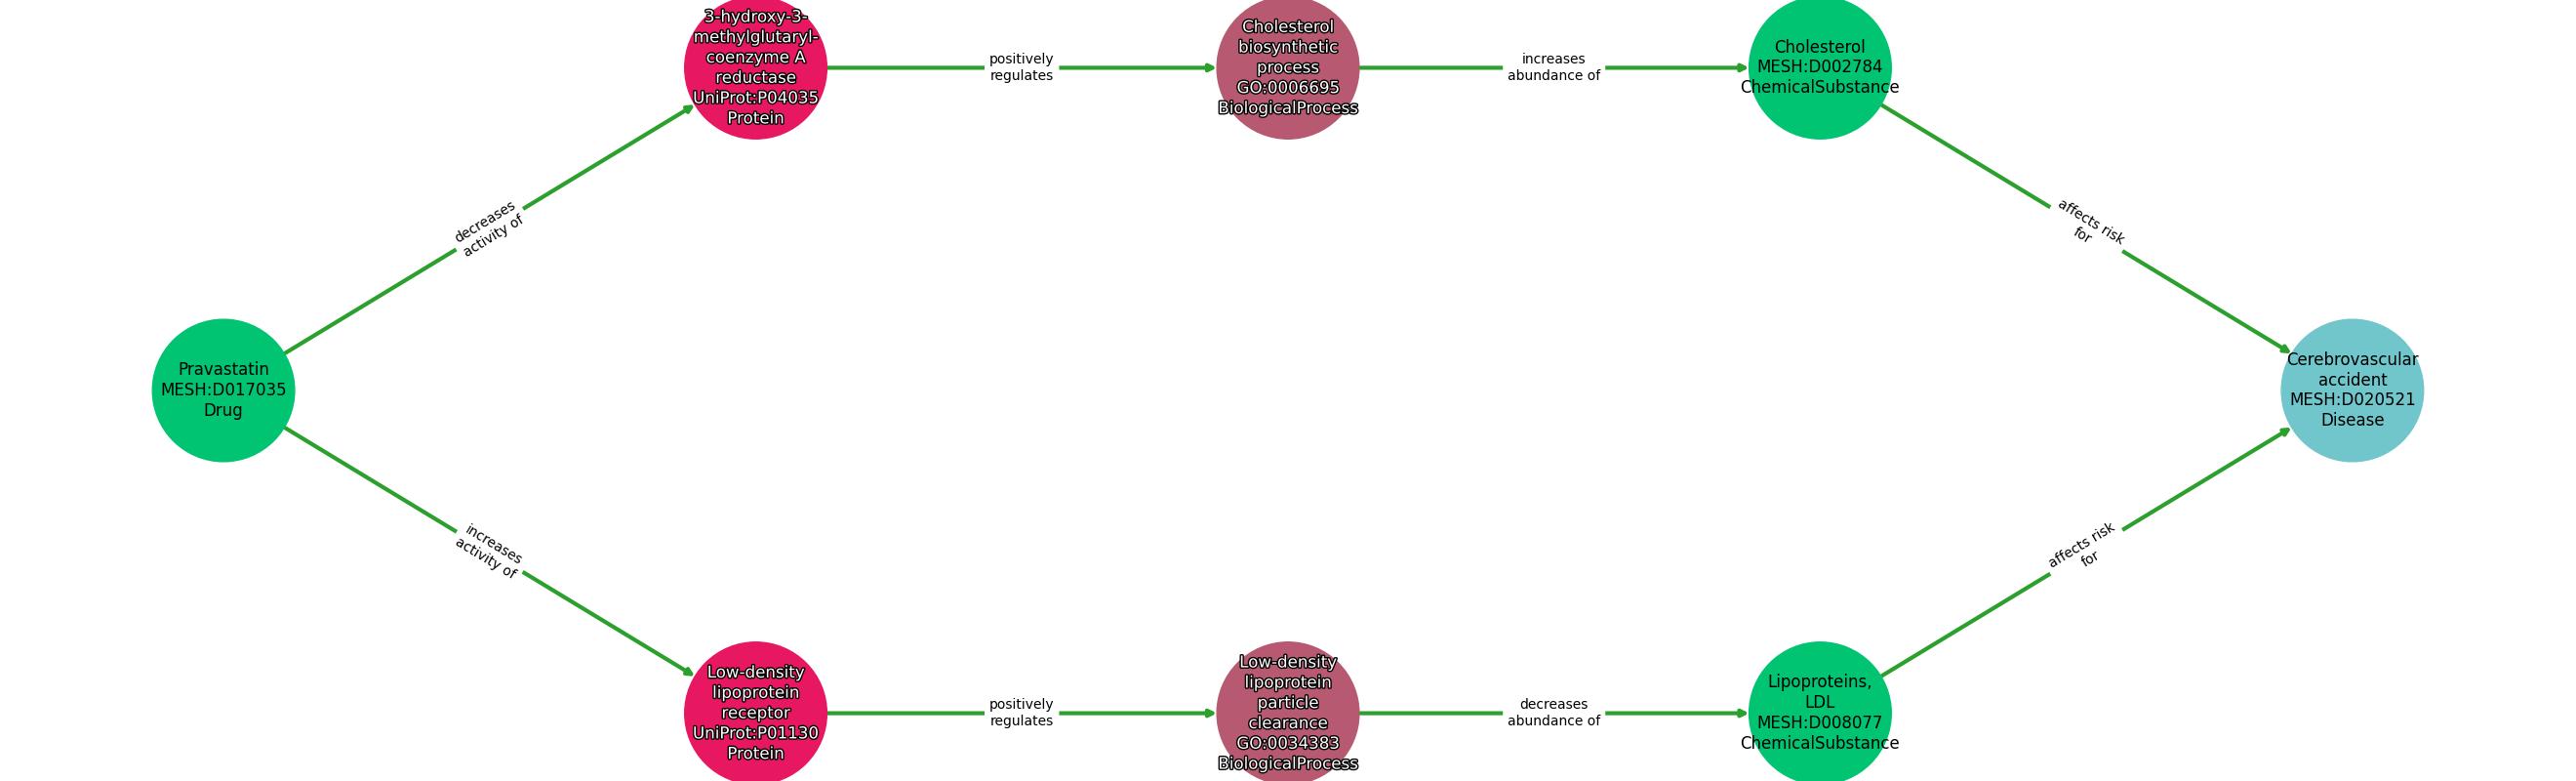 3-hydroxy-3-
methylglutaryl-
coenzyme A
reductase
UniProt:P04035
Protein
positively
regulates
Cholesterol
biosynthetic
process
GO:0006695
BiologicalProcess
increases
abundance of
Cholesterol
MESH:D002784
ChemicalSubstance
decreases
activity of
affects risk
for
Pravastatin
MESH:D017035
Drug
Cerebrovascular
accident
MESH:D020521
Disease
increases
activity of
affects risk
for
Low-density
lipoprotein
receptor
UniProt:P01130
Protein
positively
regulates
Low-density
lipoprotein
particle
clearance
GO:0034383
BiologicalProcess
decreases
abundance of
Lipoproteins,
LDL
MESH:D008077
ChemicalSubstance